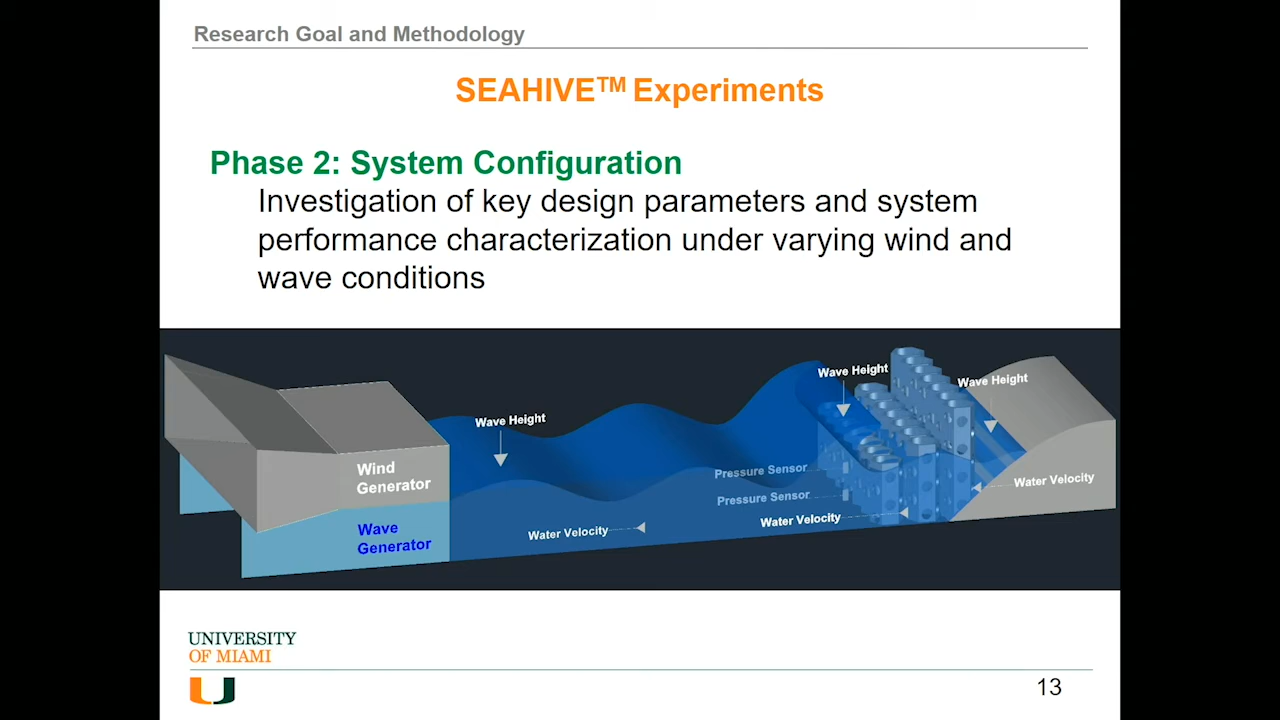 Research Goal and Methodology
SEAHIVE™ Experiments
Phase 2: System Configuration
Investigation of key design parameters and system
performance characterization under varying wind and
wave conditions
Wave Height
Wave Height
Wave Height
Wind
Generator
Pressure Sensor
Pressure Sensor
Water Velocity
Water Velocity
Water Velocity
Wave
Generator
UNIVERSITY
OF MIAMI
13